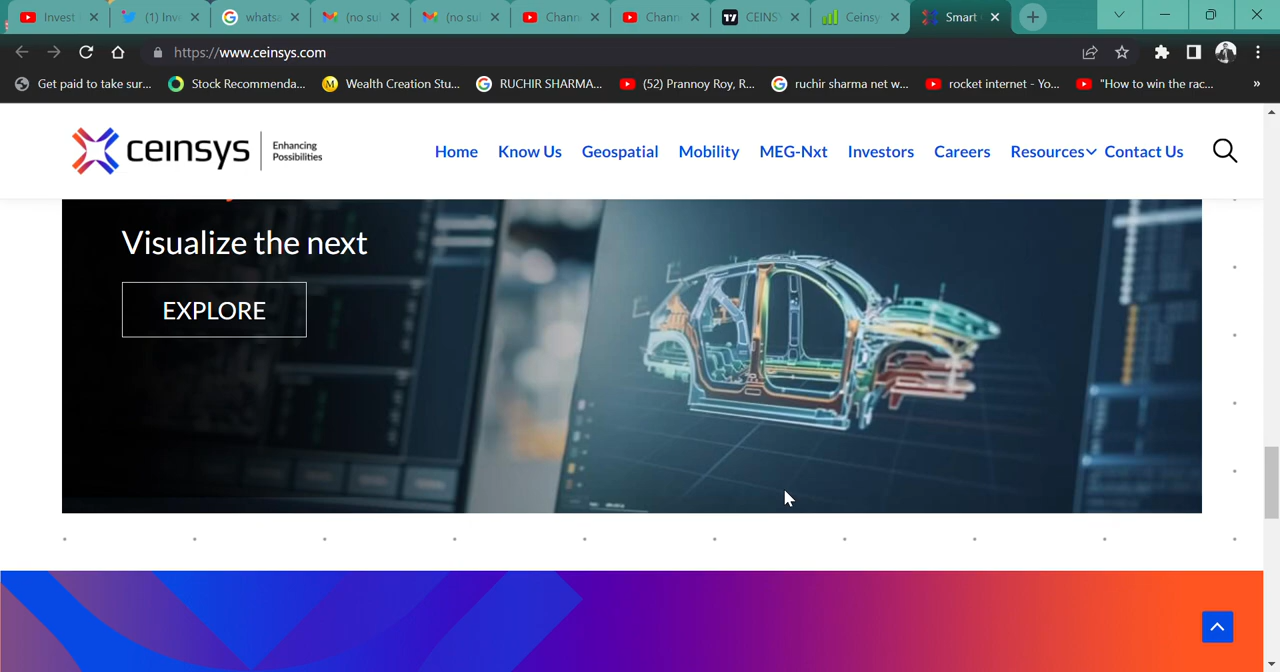 Invest
(1) Inv
whats
(no su
(no su
Chann
Chann
CEINS
Ceinsy
Smart
https://www.ceinsys.com
Get paid to take sur...
Stock Recommenda...
Wealth Creation Stu...
RUCHIR SHARMA...
(52) Prannoy Roy, R...
ruchir sharma net w...
rocket internet - Yo...
"How to win the rac...
»
ceinsys
Enhancing
Possibilities
Home
Know Us
Geospatial
Mobility
MEG-Nxt
Investors
Careers
Resources
Contact Us
Visualize the next
EXPLORE